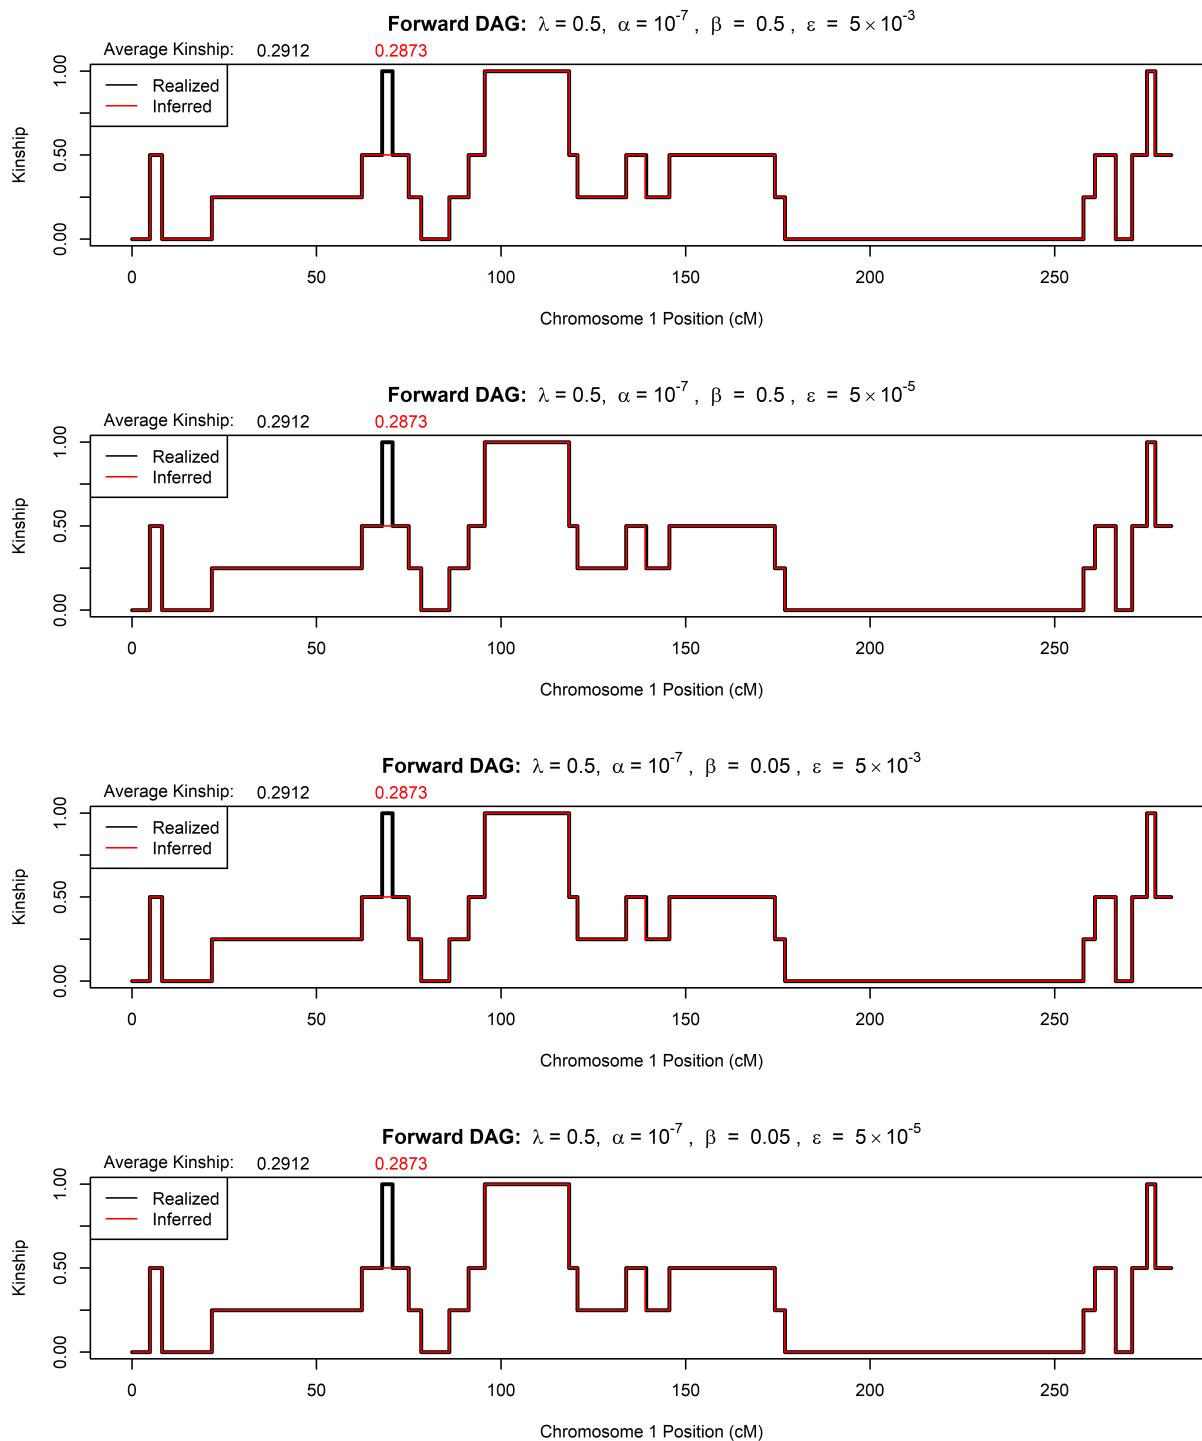 Forward DAG: λ = 0.5, α = 10⁻⁷ , β = 0.5 , ε = 5 × 10⁻³
Average Kinship: 0.2912 0.2873
Realized
Inferred
Kinship
1.00
0.50
0.00
0 50 100 150 200 250
Chromosome 1 Position (cM)
Forward DAG: λ = 0.5, α = 10⁻⁷ , β = 0.5 , ε = 5 × 10⁻⁵
Average Kinship: 0.2912 0.2873
Realized
Inferred
Kinship
1.00
0.50
0.00
0 50 100 150 200 250
Chromosome 1 Position (cM)
Forward DAG: λ = 0.5, α = 10⁻⁷ , β = 0.05 , ε = 5 × 10⁻³
Average Kinship: 0.2912 0.2873
Realized
Inferred
Kinship
1.00
0.50
0.00
0 50 100 150 200 250
Chromosome 1 Position (cM)
Forward DAG: λ = 0.5, α = 10⁻⁷ , β = 0.05 , ε = 5 × 10⁻⁵
Average Kinship: 0.2912 0.2873
Realized
Inferred
Kinship
1.00
0.50
0.00
0 50 100 150 200 250
Chromosome 1 Position (cM)